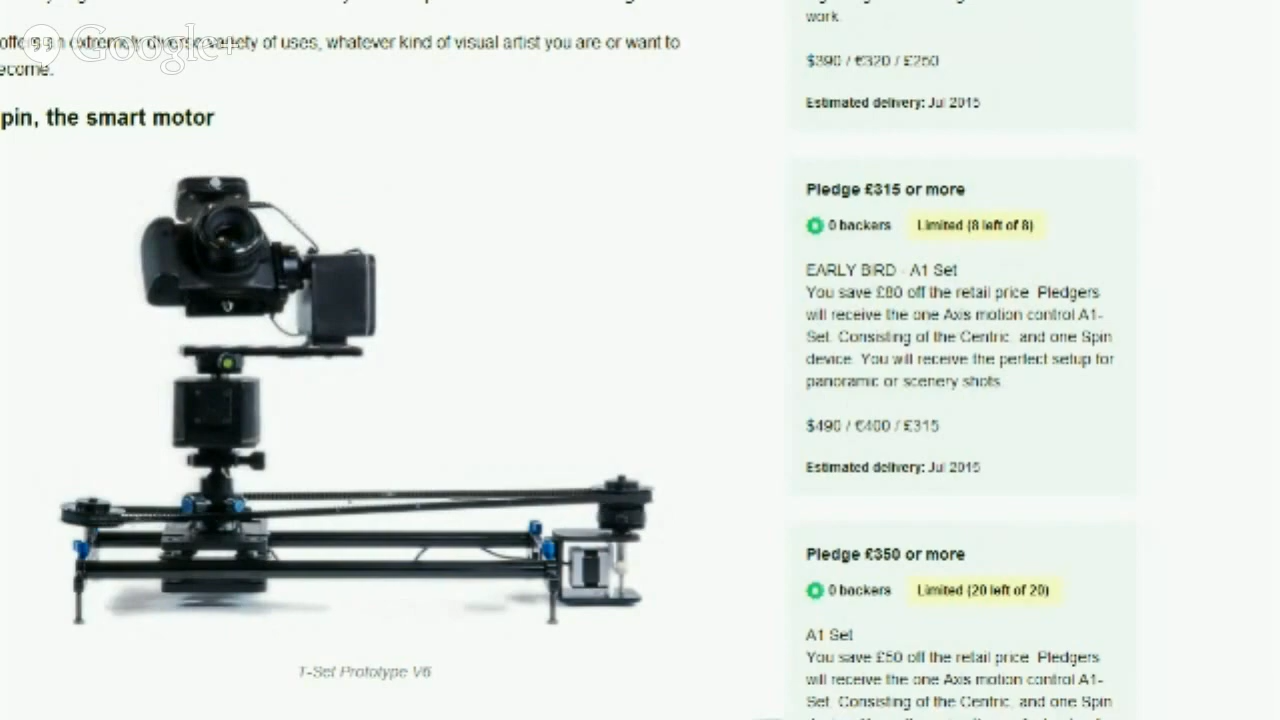 Google+
offers an extremely diverse variety of uses, whatever kind of visual artist you are or want to
ecome.
pin, the smart motor
T-Set Prototype V6
work.
$390 / €320 / £250
Estimated delivery: Jul 2015
Pledge £315 or more
0 backers Limited (8 left of 8)
EARLY BIRD - A1 Set
You save £80 off the retail price. Pledgers
will receive the one Axis motion control A1-
Set. Consisting of the Centric, and one Spin
device. You will receive the perfect setup for
panoramic or scenery shots.
$490 / €400 / £315
Estimated delivery: Jul 2015
Pledge £350 or more
0 backers Limited (20 left of 20)
A1 Set
You save £50 off the retail price. Pledgers
will receive the one Axis motion control A1-
Set. Consisting of the Centric, and one Spin